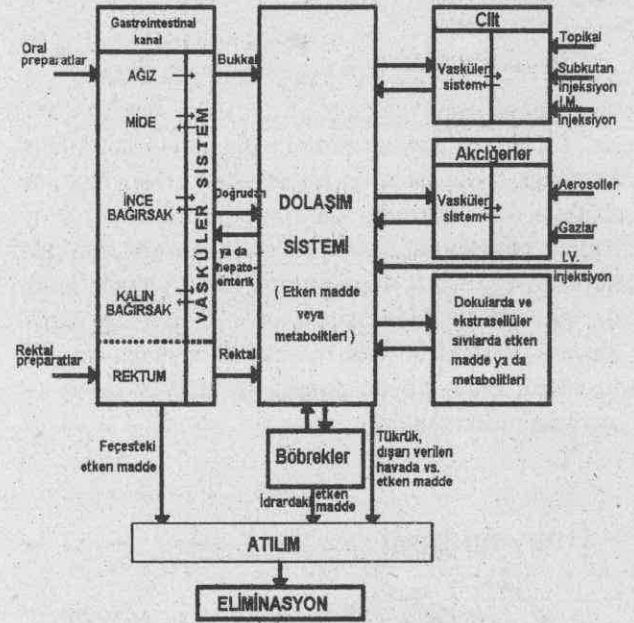 Gastrointestinal
kanal
Oral
preparatlar
AĞIZ
MİDE
İNCE
BAĞIRSAK
KALIN
BAĞIRSAK
Rektal
preparatlar
REKTUM
VASKÜLER SİSTEM
Bukkal
Doğrudan
ya da
hepato-
enterik
Rektal
DOLAŞIM
SİSTEMİ
( Etken madde
veya
metabolitleri )
Cilt
Vasküler
sistem
Topikal
Subkutan
injeksiyon
I.M.
injeksiyon
Akciğerler
Vasküler
sistem
Aerosoller
Gazlar
I.V.
injeksiyon
Dokularda ve
ekstrasellüler
sıvılarda etken
madde ya da
metabolitleri
Feçesteki
etken madde
Böbrekler
İdrardaki etken
madde
Tükrük,
dışarı verilen
havada vs.
etken madde
ATILIM
ELİMİNASYON